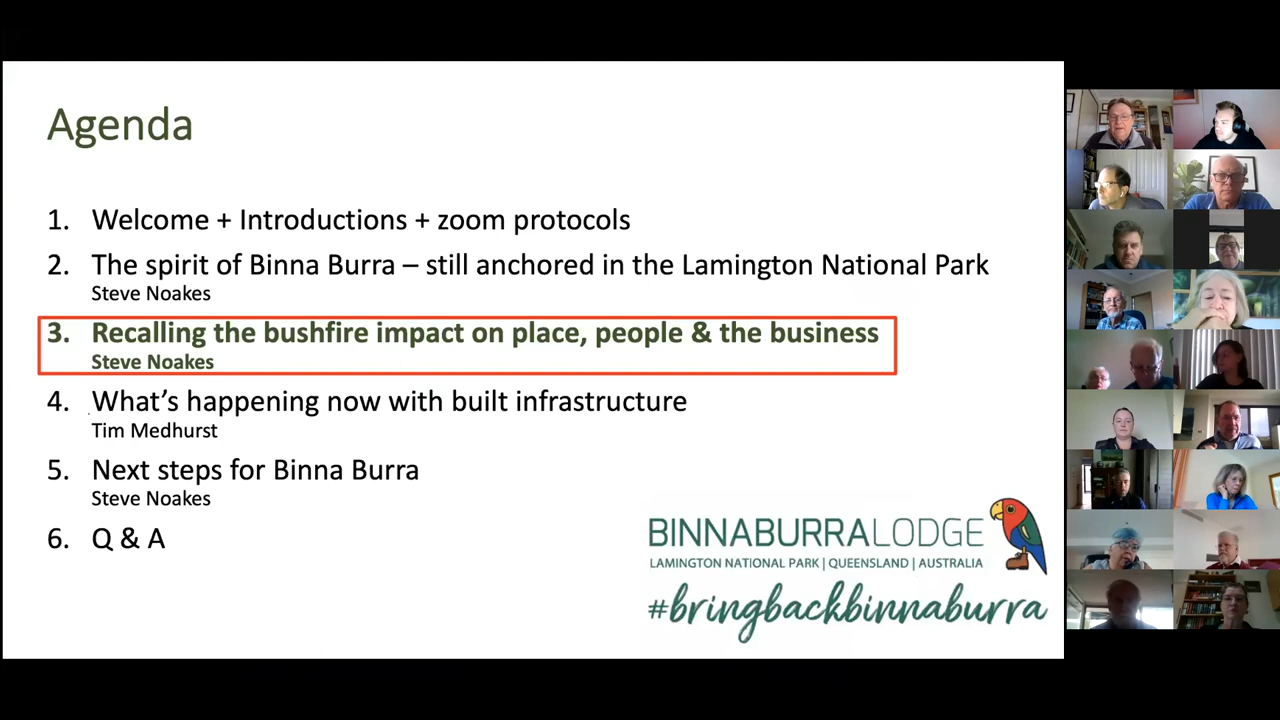 Agenda
1. Welcome + Introductions + zoom protocols
2. The spirit of Binna Burra – still anchored in the Lamington National Park
Steve Noakes
3. Recalling the bushfire impact on place, people & the business
Steve Noakes
4. What’s happening now with built infrastructure
Tim Medhurst
5. Next steps for Binna Burra
Steve Noakes
6. Q & A
BINNABURRALODGE
LAMINGTON NATIONAL PARK | QUEENSLAND | AUSTRALIA
#bringbackbinnaburra